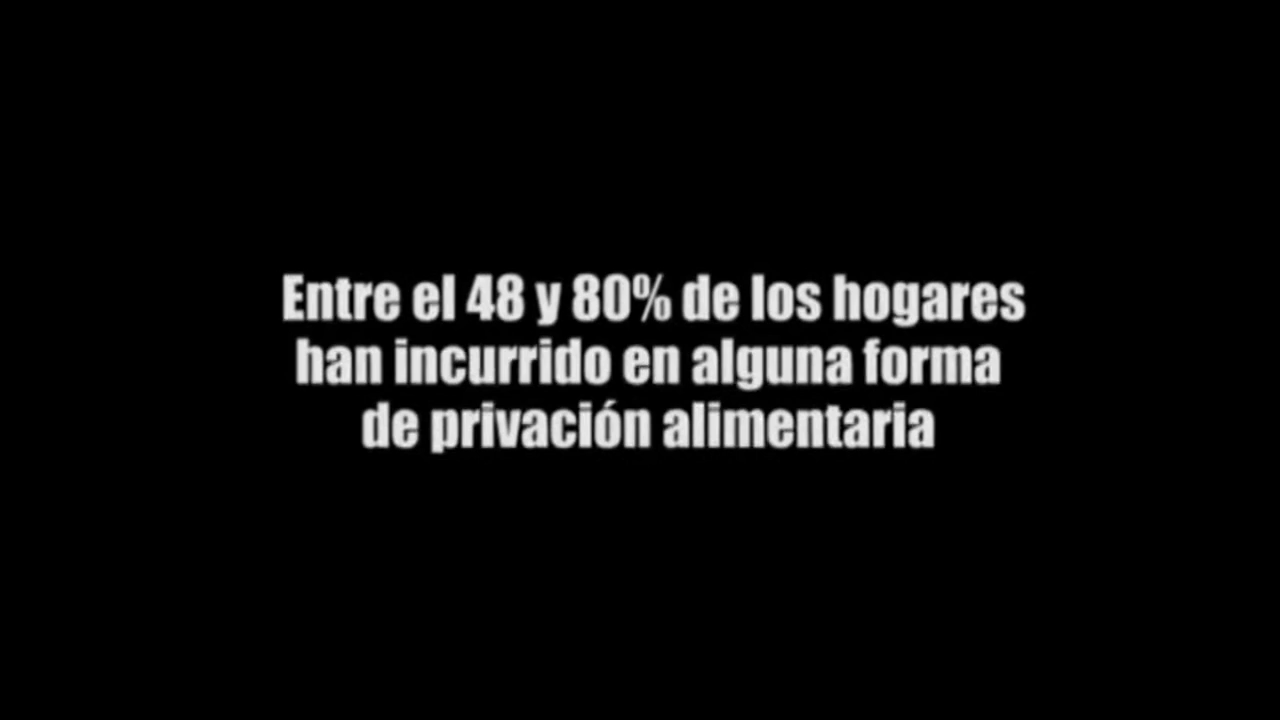 Entre el 48 y 80% de los hogares
han incurrido en alguna forma
de privación alimentaria